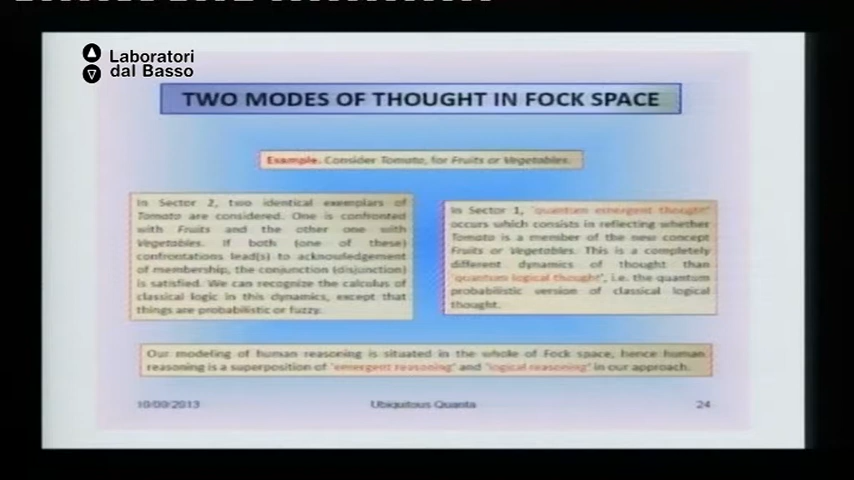 Laboratori
dal Basso
TWO MODES OF THOUGHT IN FOCK SPACE
Example. Consider Tomato, for Fruits or Vegetables.
In Sector 2, two identical exemplars of
Tomato are considered. One is confronted
with Fruits and the other one with
Vegetables. If both (one of these)
confrontations lead(s) to acknowledgement
of membership, the conjunction (disjunction)
is satisfied. We can recognize the calculus of
classical logic in this dynamics, except that
things are probabilistic or fuzzy.
In Sector 1, 'quantum emergent thought'
occurs which consists in reflecting whether
Tomato is a member of the new concept
Fruits or Vegetables. This is a completely
different dynamics of thought than
'quantum logical thought', i.e. the quantum
probabilistic version of classical logical
thought.
Our modeling of human reasoning is situated in the whole of Fock space, hence human
reasoning is a superposition of 'emergent reasoning' and 'logical reasoning' in our approach.
Ubiquitous Quanta
24